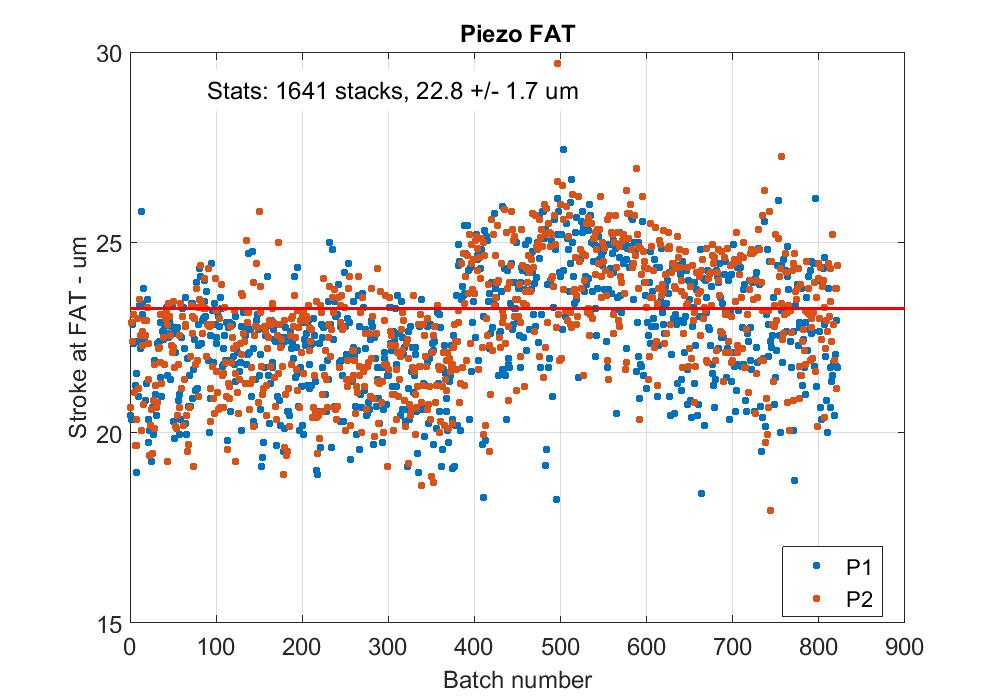 Piezo FAT
Stats: 1641 stacks, 22.8 +/- 1.7 um
Stroke at FAT - um
30
25
20
15
0 100 200 300 400 500 600 700 800 900
Batch number
P1
P2